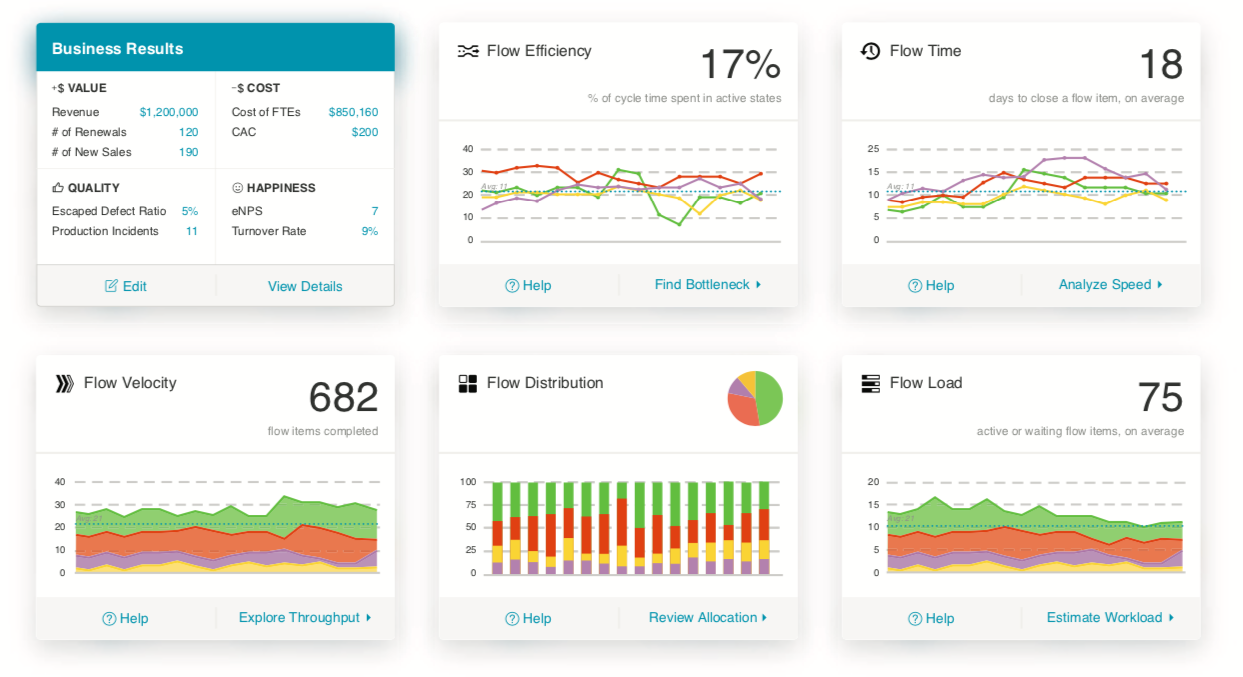 Business Results
+$ VALUE
Revenue $1,200,000
# of Renewals 120
# of New Sales 190
−$ COST
Cost of FTEs $850,160
CAC $200
QUALITY
Escaped Defect Ratio 5%
Production Incidents 11
HAPPINESS
eNPS 7
Turnover Rate 9%
Edit View Details
Flow Efficiency
17%
% of cycle time spent in active states
40
30
Avg: 11
20
10
0
Help Find Bottleneck
Flow Time
18
days to close a flow item, on average
25
15
Avg: 11
10
5
0
Help Analyze Speed
Flow Velocity
682
flow items completed
40
30
Avg: 21
20
10
0
Help Explore Throughput
Flow Distribution
100
75
50
25
0
Help Review Allocation
Flow Load
75
active or waiting flow items, on average
20
15
Avg: 21
10
5
0
Help Estimate Workload